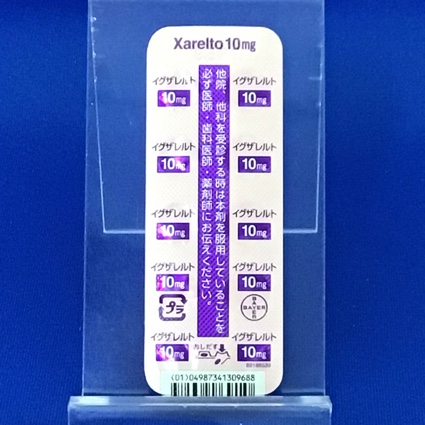 Xarelto 10mg
イグザレルト
10mg
イグザレルト
10mg
他院、他科を受診する時は本剤を服用していることを
必ず医師・歯科医師・薬剤師にお伝えください。
イグザレルト
10mg
イグザレルト
10mg
イグザレルト
10mg
イグザレルト
10mg
イグザレルト
10mg
イグザレルト
10mg
プラ
BAYER
BAYER
イグザレルト
10mg
押しだす
イグザレルト
10mg
(01)04987341309688